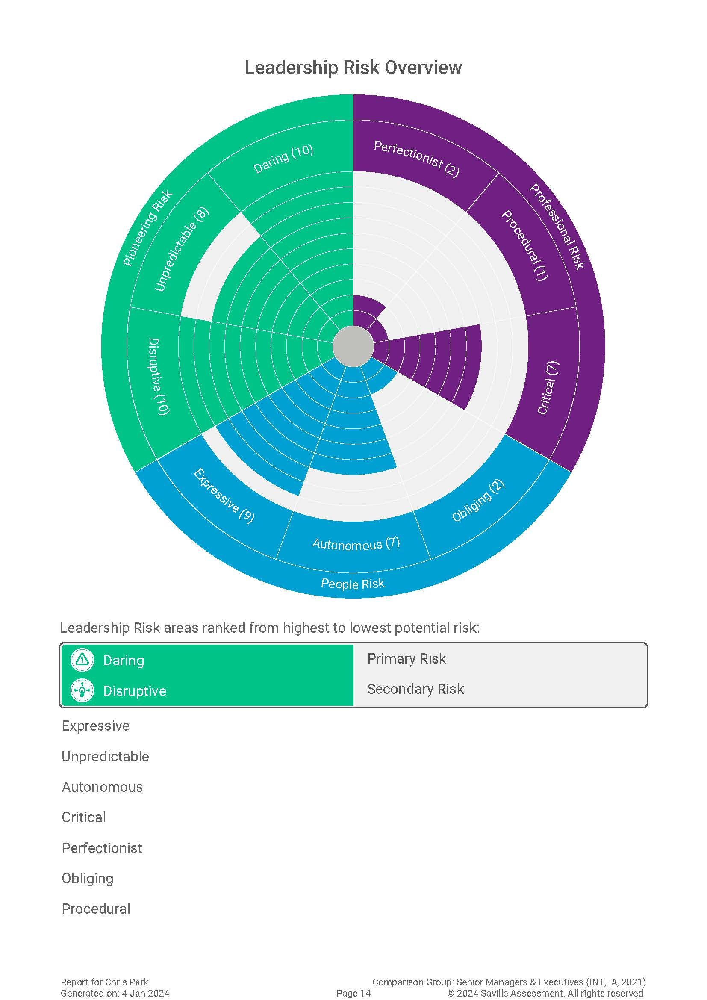 Leadership Risk Overview
Daring (10)
Perfectionist (2)
Pioneering Risk
Unpredictable (8)
Procedural (1)
Professional Risk
Disruptive (10)
Critical (7)
Expressive (9)
Autonomous (7)
Obliging (2)
People Risk
Leadership Risk areas ranked from highest to lowest potential risk:
Daring Primary Risk
Disruptive Secondary Risk
Expressive
Unpredictable
Autonomous
Critical
Perfectionist
Obliging
Procedural
Report for Chris Park Comparison Group: Senior Managers & Executives (INT, IA, 2021)
Generated on: 4-Jan-2024 Page 14 © 2024 Saville Assessment. All rights reserved.